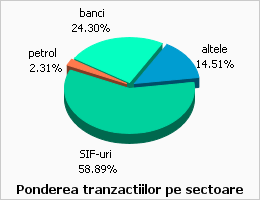 banci
24.30%
altele
14.51%
petrol
2.31%
SIF-uri
58.89%
Ponderea tranzactiilor pe sectoare